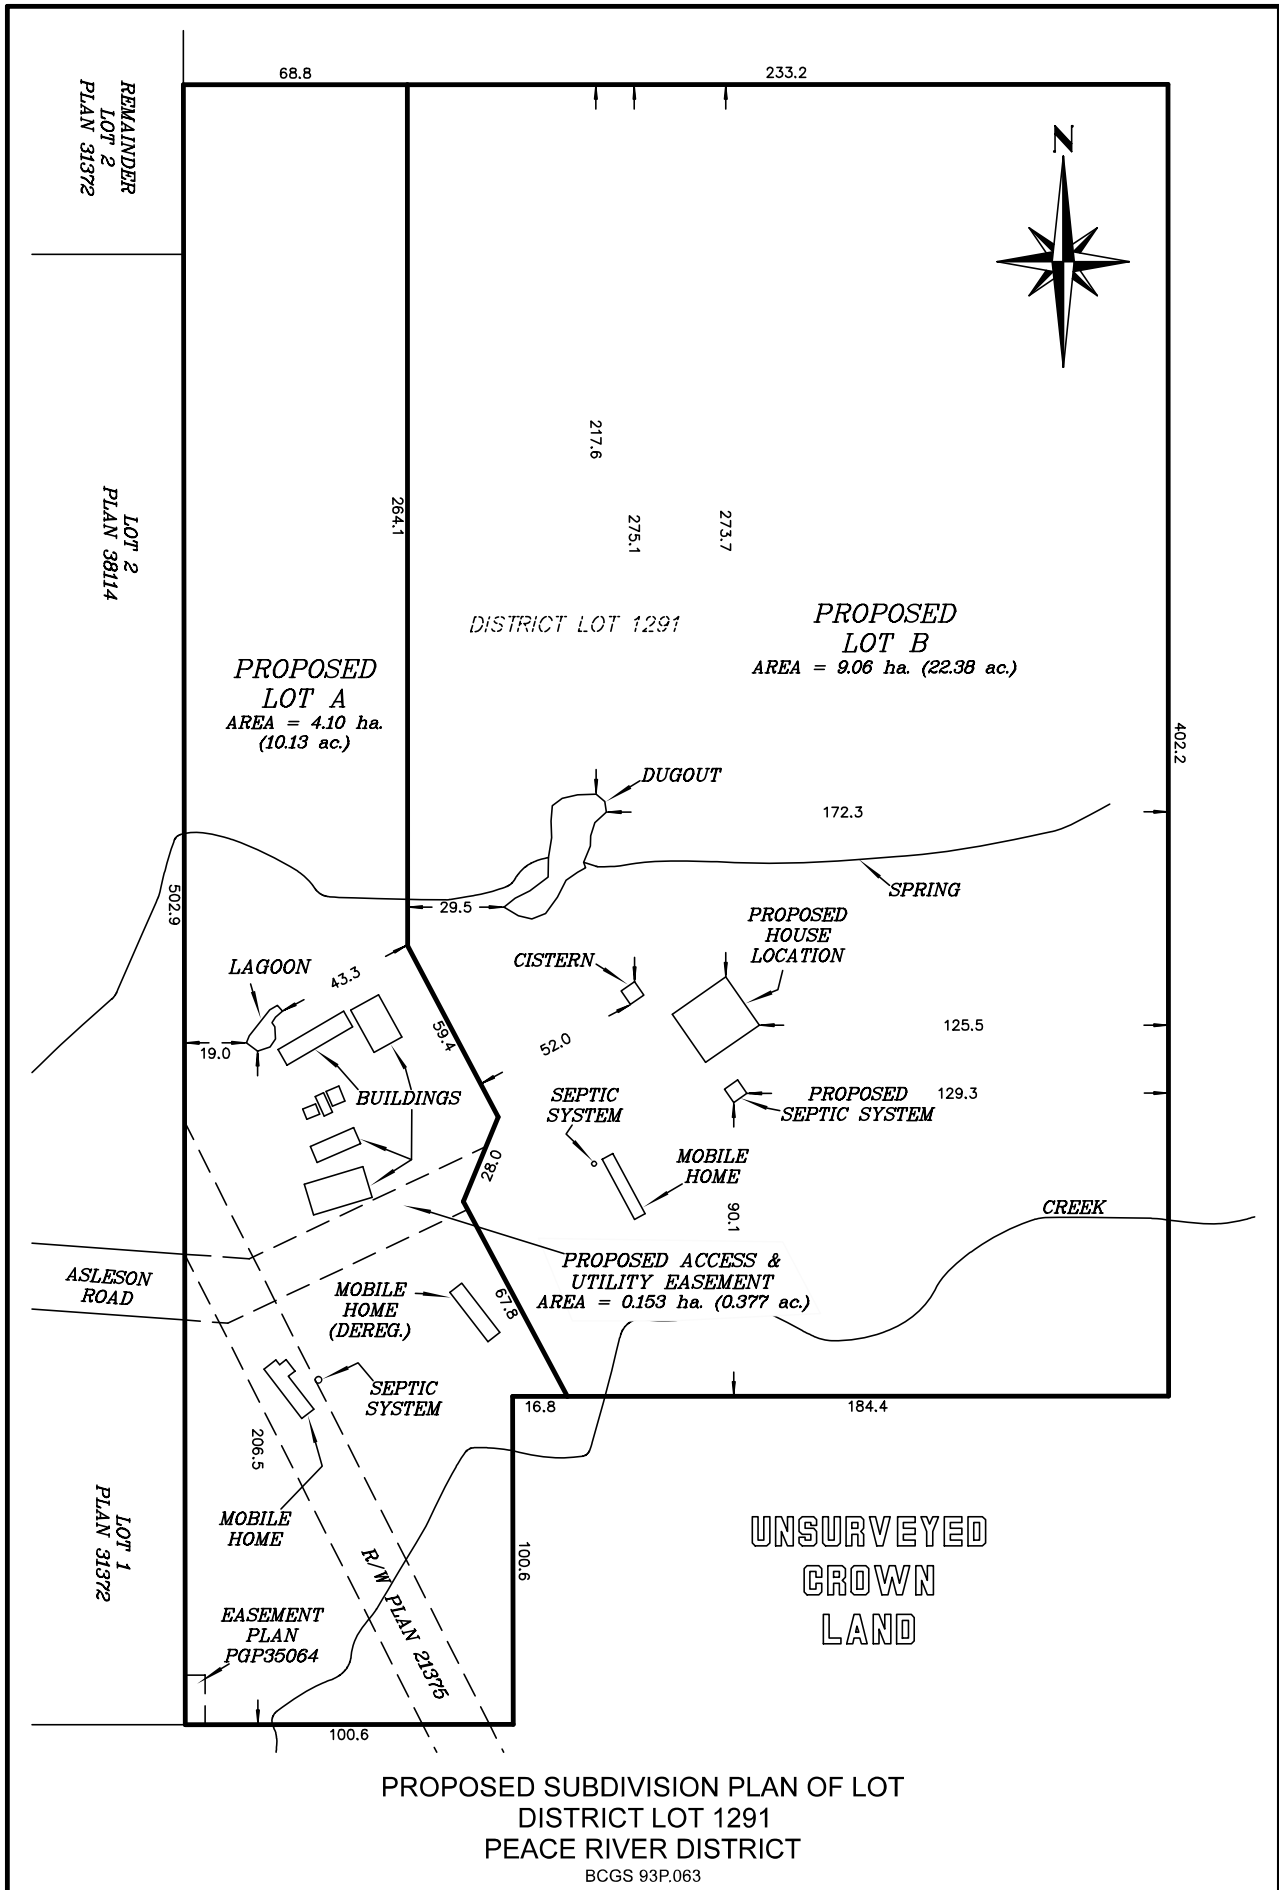 68.8
233.2
REMAINDER
LOT 2
PLAN 31372
N
217.6
275.1
273.7
264.1
LOT 2
PLAN 38114
DISTRICT LOT 1291
PROPOSED
LOT B
AREA = 9.06 ha. (22.38 ac.)
PROPOSED
LOT A
AREA = 4.10 ha.
(10.13 ac.)
402.2
DUGOUT
172.3
SPRING
502.9
29.5
PROPOSED
HOUSE
LOCATION
CISTERN
LAGOON
43.3
59.4
52.0
125.5
19.0
BUILDINGS
SEPTIC
SYSTEM
PROPOSED
SEPTIC SYSTEM
129.3
28.0
MOBILE
HOME
90.1
CREEK
ASLESON
ROAD
PROPOSED ACCESS &
UTILITY EASEMENT
AREA = 0.153 ha. (0.377 ac.)
MOBILE
HOME
(DEREG.)
67.8
SEPTIC
SYSTEM
16.8
184.4
206.5
MOBILE
HOME
LOT 1
PLAN 31372
R/W PLAN 21375
100.6
UNSURVEYED
CROWN
LAND
EASEMENT
PLAN
PGP35064
100.6
PROPOSED SUBDIVISION PLAN OF LOT
DISTRICT LOT 1291
PEACE RIVER DISTRICT
BCGS 93P.063